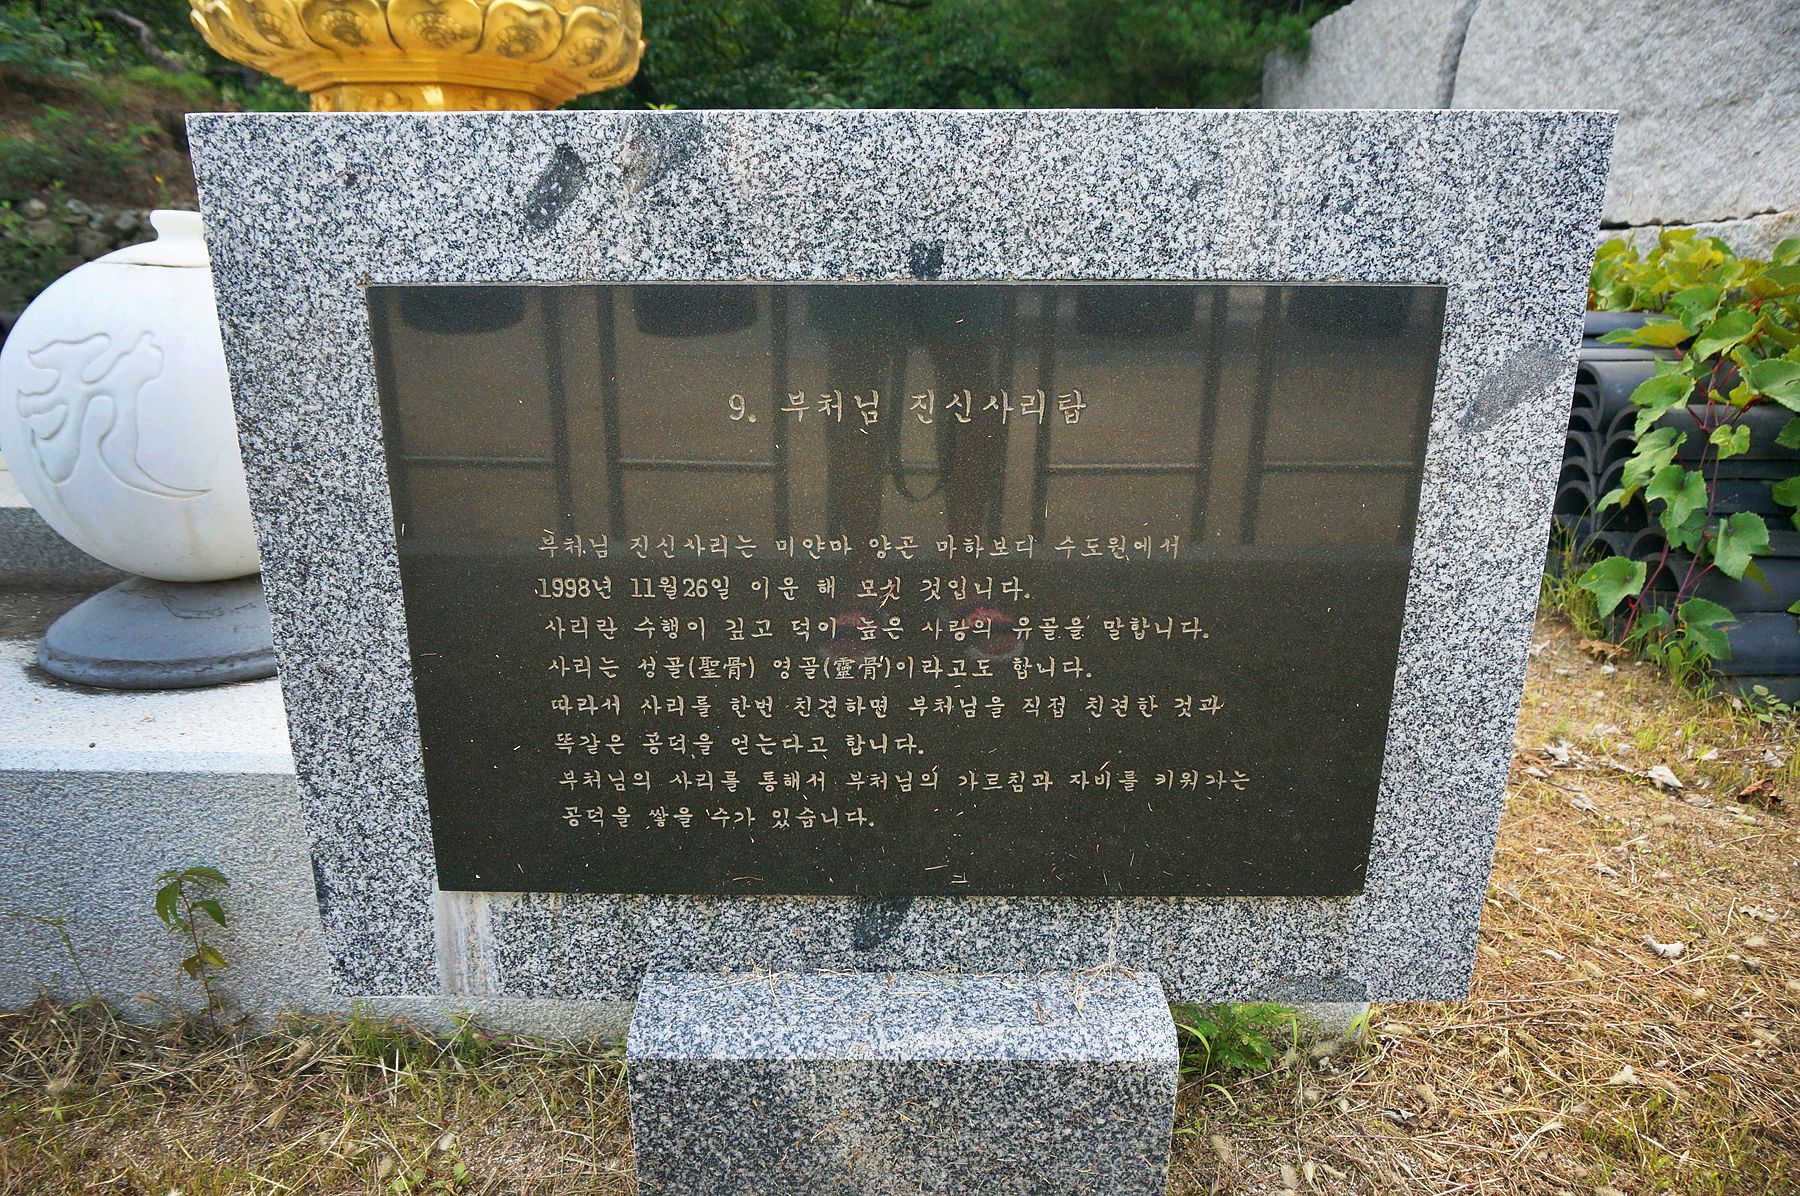 9. 부처님 진신사리탑
부처님 진신사리는 미얀마 양곤 마하보디 수도원에서
1998년 11월26일 이운 해 모신 것입니다.
사리란 수행이 깊고 덕이 높은 사람의 유골을 말합니다.
사리는 성골(聖骨) 영골(靈骨)이라고도 합니다.
따라서 사리를 한번 친견하면 부처님을 직접 친견한 것과
똑같은 공덕을 얻는다고 합니다.
부처님의 사리를 통해서 부처님의 가르침과 자비를 키워가는
공덕을 쌓을 수가 있습니다.